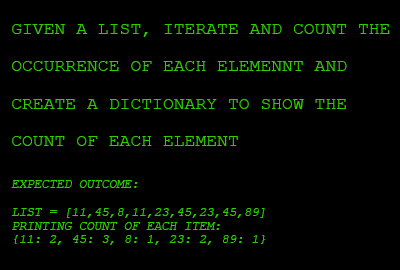 GIVEN A LIST, ITERATE AND COUNT THE
OCCURRENCE OF EACH ELEMENNT AND
CREATE A DICTIONARY TO SHOW THE
COUNT OF EACH ELEMENT
EXPECTED OUTCOME:
LIST = [11,45,8,11,23,45,23,45,89]
PRINTING COUNT OF EACH ITEM:
{11: 2, 45: 3, 8: 1, 23: 2, 89: 1}